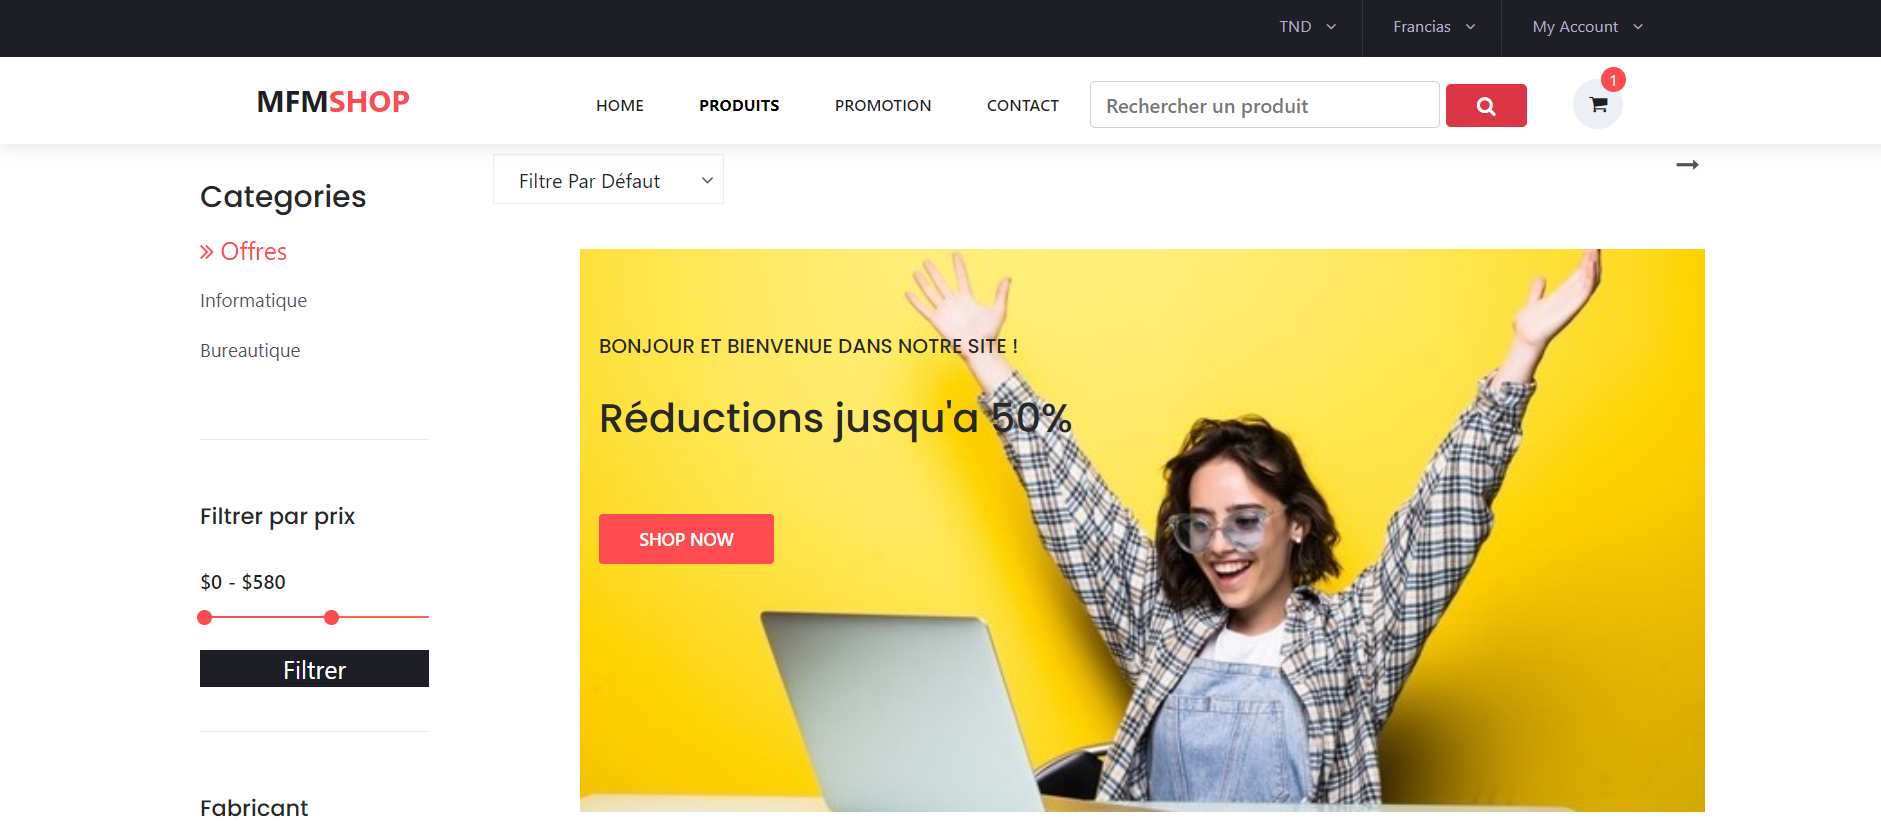 TND Francias My Account
MFMSHOP HOME PRODUITS PROMOTION CONTACT Rechercher un produit 1
Filtre Par Défaut
Categories
Offres
Informatique
Bureautique
Filtrer par prix
$0 - $580
Filtrer
Fabricant
BONJOUR ET BIENVENUE DANS NOTRE SITE !
Réductions jusqu'a 50%
SHOP NOW